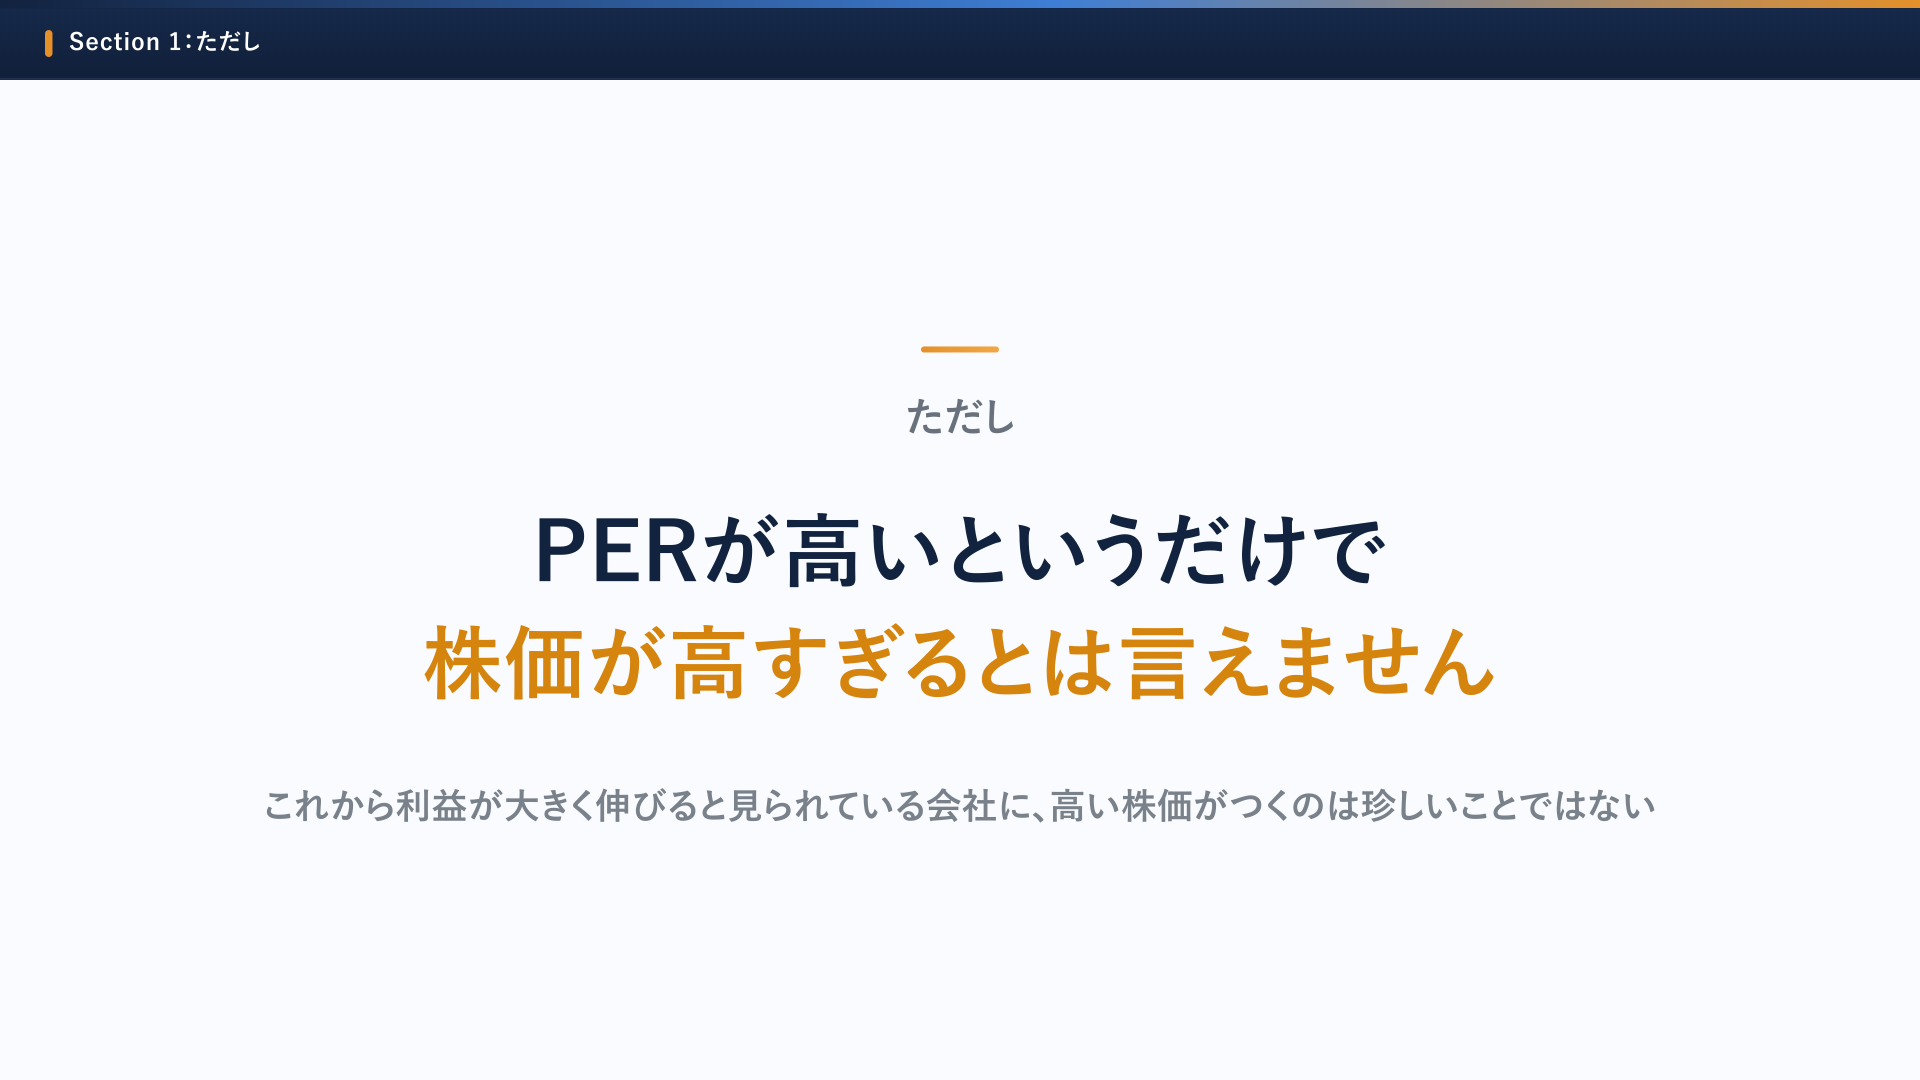 Section 1：ただし
ただし
PERが高いというだけで
株価が高すぎるとは言えません
これから利益が大きく伸びると見られている会社に、高い株価がつくのは珍しいことではない